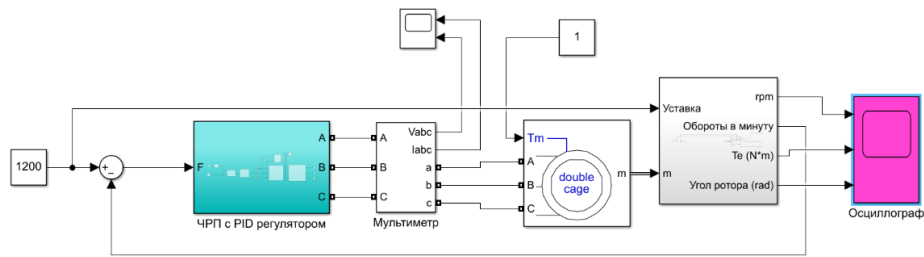 1
1200
+
−
F
A
B
C
ЧРП с PID регулятором
A
B
C
Vabc
Iabc
a
b
c
Мультиметр
Tm
A
B
C
double
cage
m
Уставка
m
rpm
Обороты в минуту
Te (N*m)
Угол ротора (rad)
Осциллограф